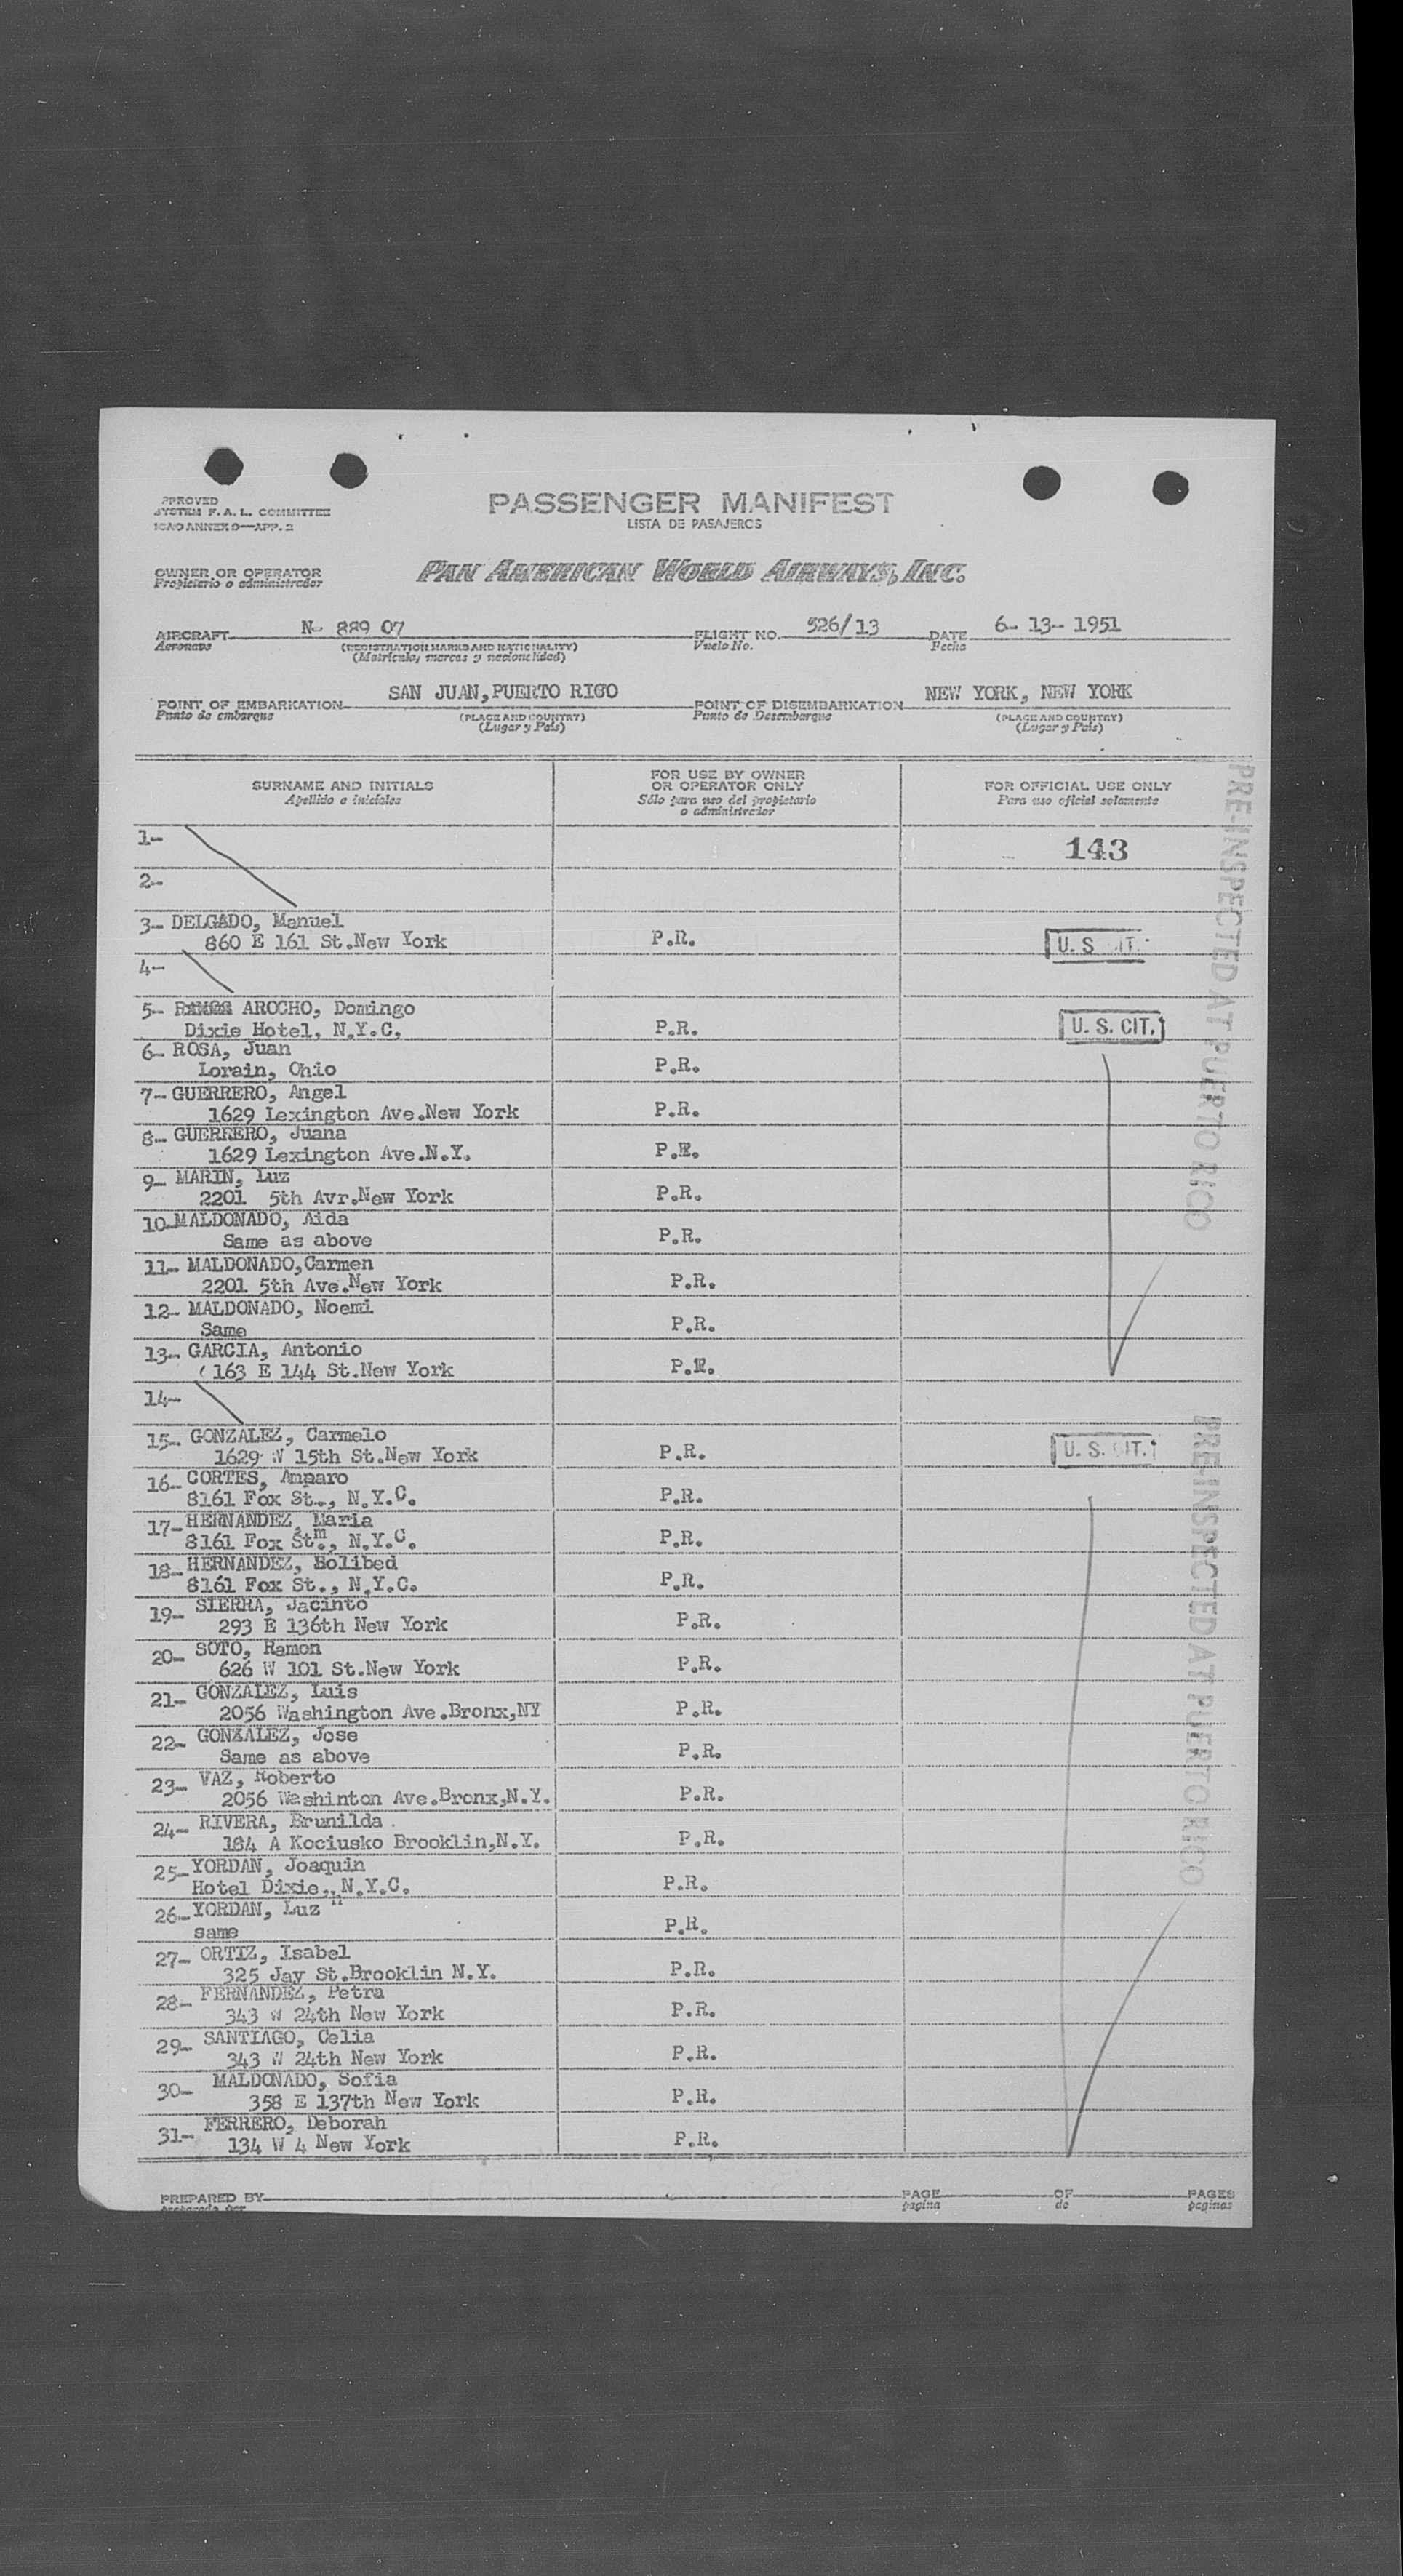 PASSENGER MANIFEST
LISTA DE PASAJEROS
APPROVED
SYSTEM F. A. L. COMMITTEE
ICAO ANNEX 9—APP. 2
OWNER OR OPERATOR
Propietario o administrador
PAN AMERICAN WORLD AIRWAYS, INC.
AIRCRAFT N- 889 07 FLIGHT NO. 526/13 DATE 6- 13- 1951
Aeronave (REGISTRATION MARKS AND NATIONALITY) Vuelo No. Fecha
(Matricula, marcas y nacionalidad)
POINT OF EMBARKATION SAN JUAN, PUERTO RICO POINT OF DISEMBARKATION NEW YORK, NEW YORK
Punto de embarque (PLACE AND COUNTRY) Punto de Desembarque (PLACE AND COUNTRY)
(Lugar y País) (Lugar y País)
SURNAME AND INITIALS
Apellido e iniciales
FOR USE BY OWNER
OR OPERATOR ONLY
Sólo para uso del propietario
o administrador
FOR OFFICIAL USE ONLY
Para uso oficial solamente
1- 143
2-
3- DELGADO, Manuel
860 E 161 St.New York P.R. U. S. CIT.
4-
5- AROCHO, Domingo
Dixie Hotel, N.Y.C. P.R. U. S. CIT.
6- ROSA, Juan
Lorain, Ohio P.R.
7- GUERRERO, Angel
1629 Lexington Ave.New York P.R.
8- GUERRERO, Juana
1629 Lexington Ave.N.Y. P.R.
9- MARIN, Luz
2201 5th Avr.New York P.R.
10-MALDONADO, Aida
Same as above P.R.
11- MALDONADO,Carmen
2201 5th Ave.New York P.R.
12- MALDONADO, Noemi
Same P.R.
13- GARCIA, Antonio
163 E 144 St.New York P.R.
14-
15- GONZALEZ, Carmelo
1629 W 15th St.New York P.R. U. S. CIT.
16- CORTES, Amparo
8161 Fox St., N.Y.C. P.R.
17-HERNANDEZ, Maria
8161 Fox Stm., N.Y.C. P.R.
18-HERNANDEZ, Solibed
8161 Fox St., N.Y.C. P.R.
19- SIERRA, Jacinto
293 E 136th New York P.R.
20- SOTO, Ramon
626 W 101 St.New York P.R.
21- GONZALEZ, Luis
2056 Washington Ave.Bronx,NY P.R.
22- GONZALEZ, Jose
Same as above P.R.
23- VAZ, Roberto
2056 Washinton Ave.Bronx,N.Y. P.R.
24- RIVERA, Brunilda
184 A Kociusko Brooklin,N.Y. P.R.
25-YORDAN, Joaquin
Hotel Dixie,, N.Y.C. P.R.
26-YORDAN, Luz "
same P.R.
27- ORTIZ, Isabel
325 Jay St.Brooklin N.Y. P.R.
28- FERNANDEZ, Petra
343 W 24th New York P.R.
29- SANTIAGO, Celia
343 W 24th New York P.R.
30- MALDONADO, Sofia
358 E 137th New York P.R.
31- FERRERO, Deborah
134 W 4 New York P.R.
PRE-INSPECTED AT PUERTO RICO
PRE-INSPECTED AT PUERTO RICO
PREPARED BY PAGE OF PAGES
Preparado por página de páginas